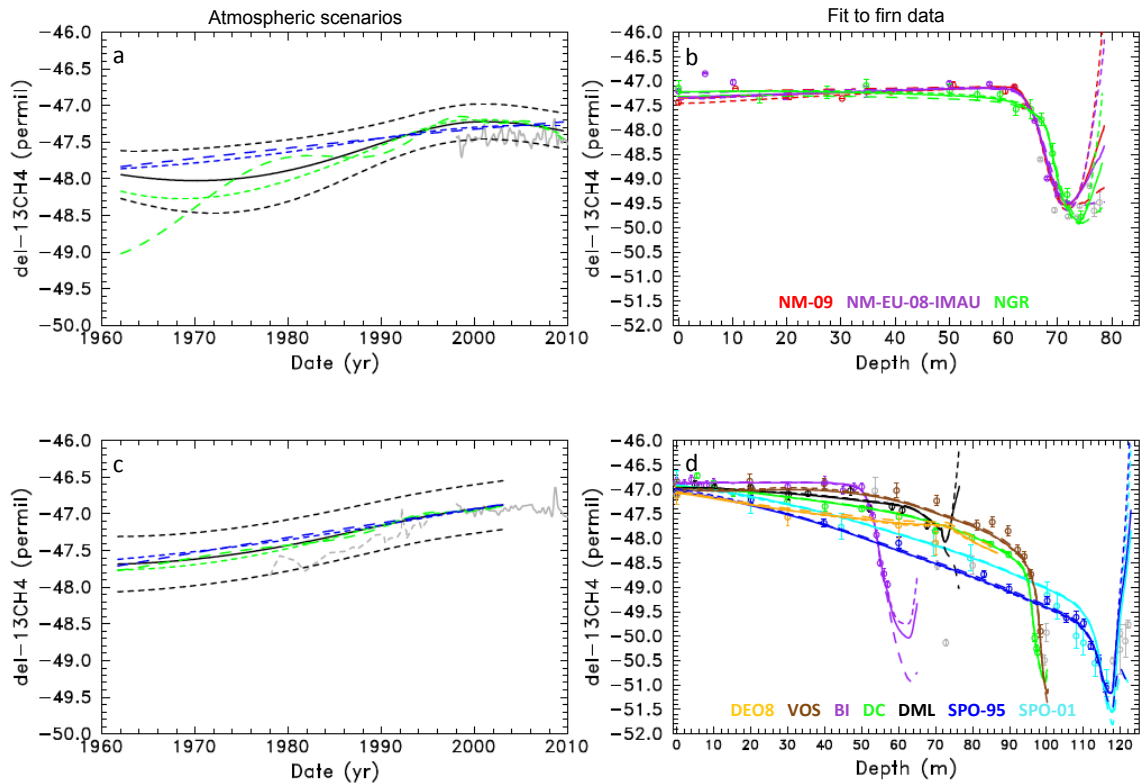 Atmospheric scenarios
Fit to firn data
a
−46.0
−46.5
−47.0
−47.5
−48.0
−48.5
−49.0
−49.5
−50.0
del−13CH4 (permil)
1960 1970 1980 1990 2000 2010
Date (yr)
b
−46.0
−46.5
−47.0
−47.5
−48.0
−48.5
−49.0
−49.5
−50.0
−50.5
−51.0
−51.5
−52.0
del−13CH4 (permil)
NM-09 NM-EU-08-IMAU NGR
0 10 20 30 40 50 60 70 80
Depth (m)
c
−46.0
−46.5
−47.0
−47.5
−48.0
−48.5
−49.0
−49.5
−50.0
del−13CH4 (permil)
1960 1970 1980 1990 2000 2010
Date (yr)
d
−46.0
−46.5
−47.0
−47.5
−48.0
−48.5
−49.0
−49.5
−50.0
−50.5
−51.0
−51.5
−52.0
del−13CH4 (permil)
DEO8 VOS BI DC DML SPO-95 SPO-01
0 10 20 30 40 50 60 70 80 90 100 110 120
Depth (m)